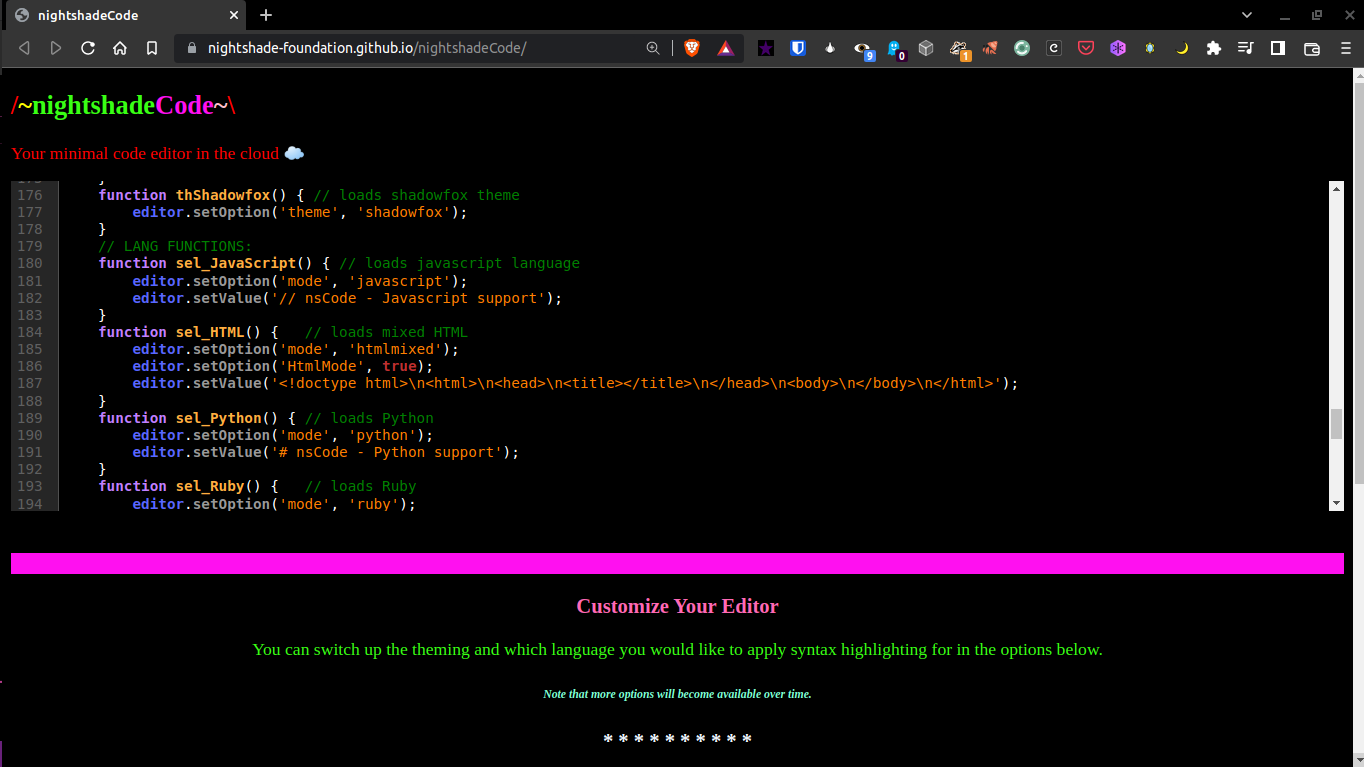 nightshadeCode
nightshade-foundation.github.io/nightshadeCode/
9
0
1
/~nightshadeCode~\
Your minimal code editor in the cloud
176 function thShadowfox() { // loads shadowfox theme
177 editor.setOption('theme', 'shadowfox');
178 }
179 // LANG FUNCTIONS:
180 function sel_JavaScript() { // loads javascript language
181 editor.setOption('mode', 'javascript');
182 editor.setValue('// nsCode - Javascript support');
183 }
184 function sel_HTML() {   // loads mixed HTML
185 editor.setOption('mode', 'htmlmixed');
186 editor.setOption('HtmlMode', true);
187 editor.setValue('<!doctype html>\n<html>\n<head>\n<title></title>\n</head>\n<body>\n</body>\n</html>');
188 }
189 function sel_Python() { // loads Python
190 editor.setOption('mode', 'python');
191 editor.setValue('# nsCode - Python support');
192 }
193 function sel_Ruby() {   // loads Ruby
194 editor.setOption('mode', 'ruby');
Customize Your Editor
You can switch up the theming and which language you would like to apply syntax highlighting for in the options below.
Note that more options will become available over time.
* * * * * * * * * *